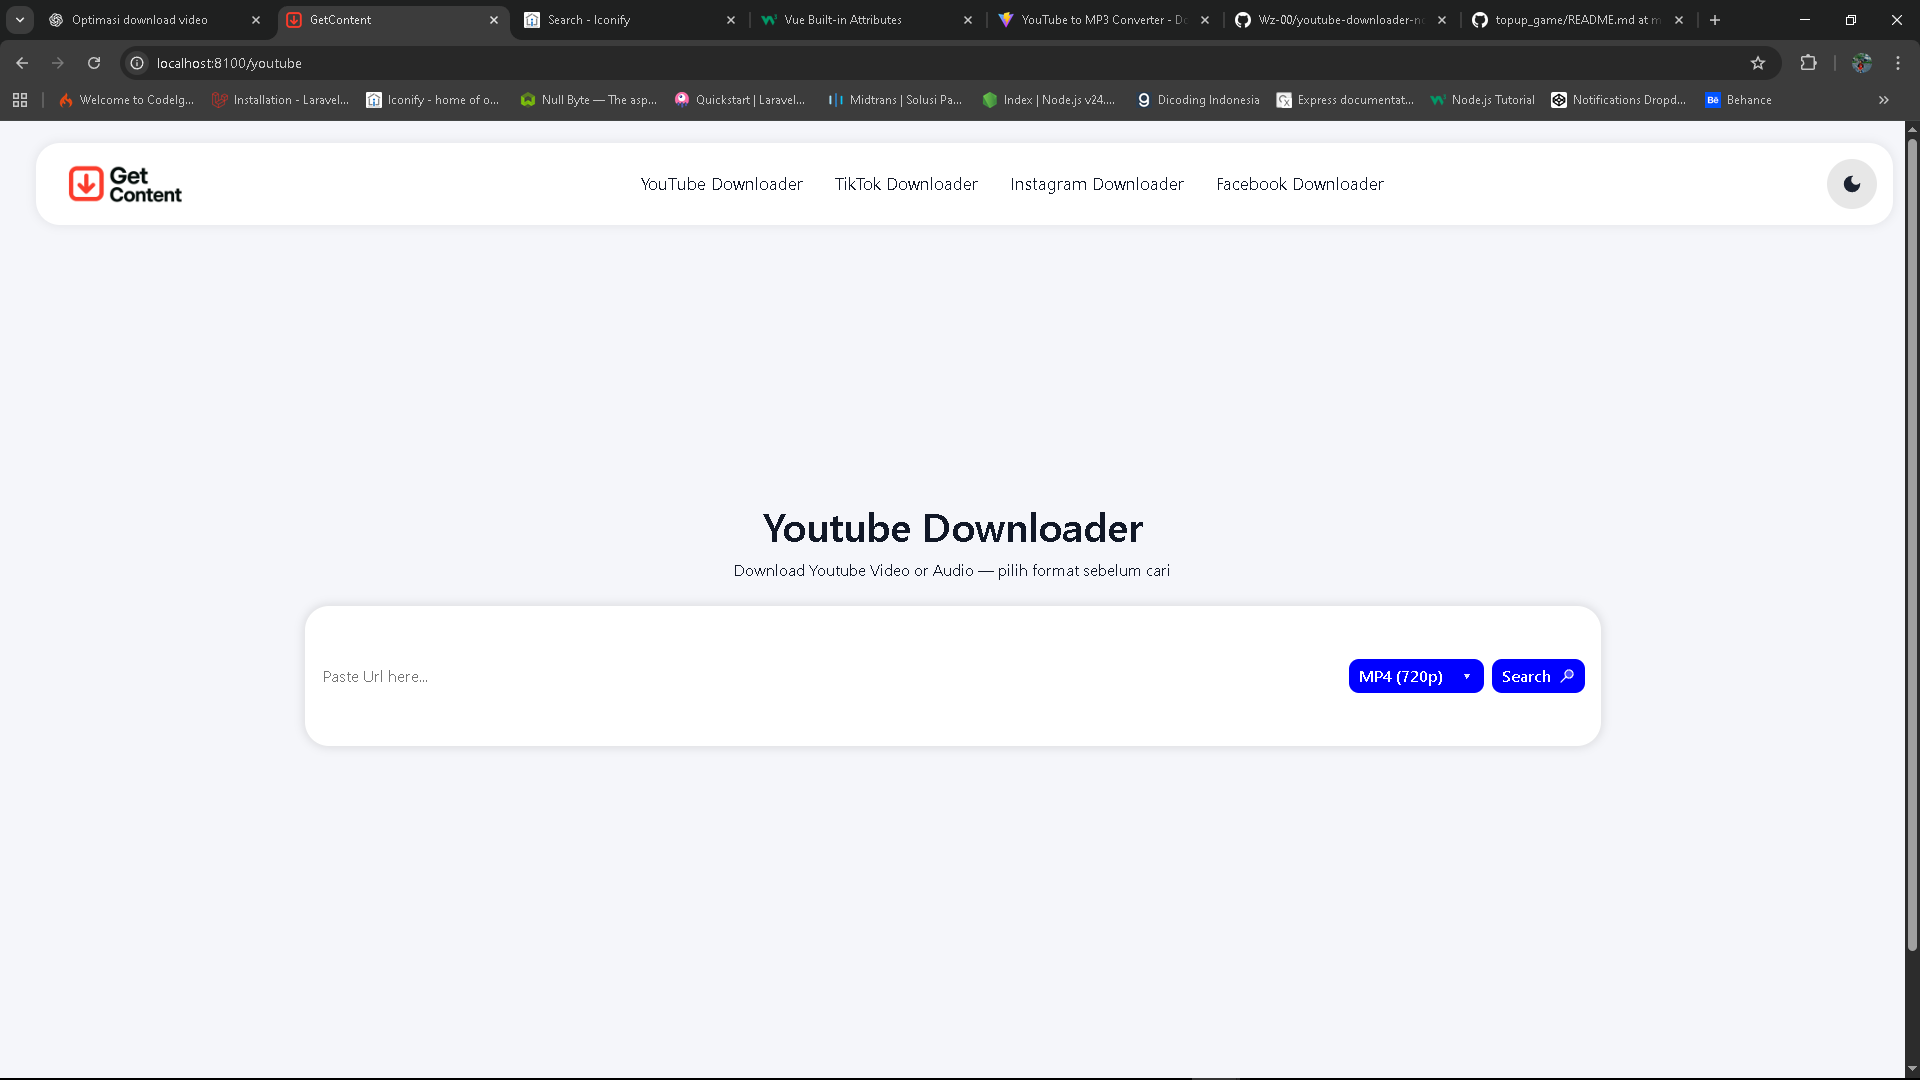 Optimasi download video
GetContent
Search - Iconify
Vue Built-in Attributes
YouTube to MP3 Converter - Do
Wz-00/youtube-downloader-no
topup_game/README.md at m
localhost:8100/youtube
Welcome to CodeIg...
Installation - Laravel...
Iconify - home of o...
Null Byte — The asp...
Quickstart | Laravel...
Midtrans | Solusi Pa...
Index | Node.js v24....
Dicoding Indonesia
Express documentat...
Node.js Tutorial
Notifications Dropd...
Bē Behance
Get
Content
YouTube Downloader
TikTok Downloader
Instagram Downloader
Facebook Downloader
Youtube Downloader
Download Youtube Video or Audio — pilih format sebelum cari
Paste Url here...
MP4 (720p)
Search